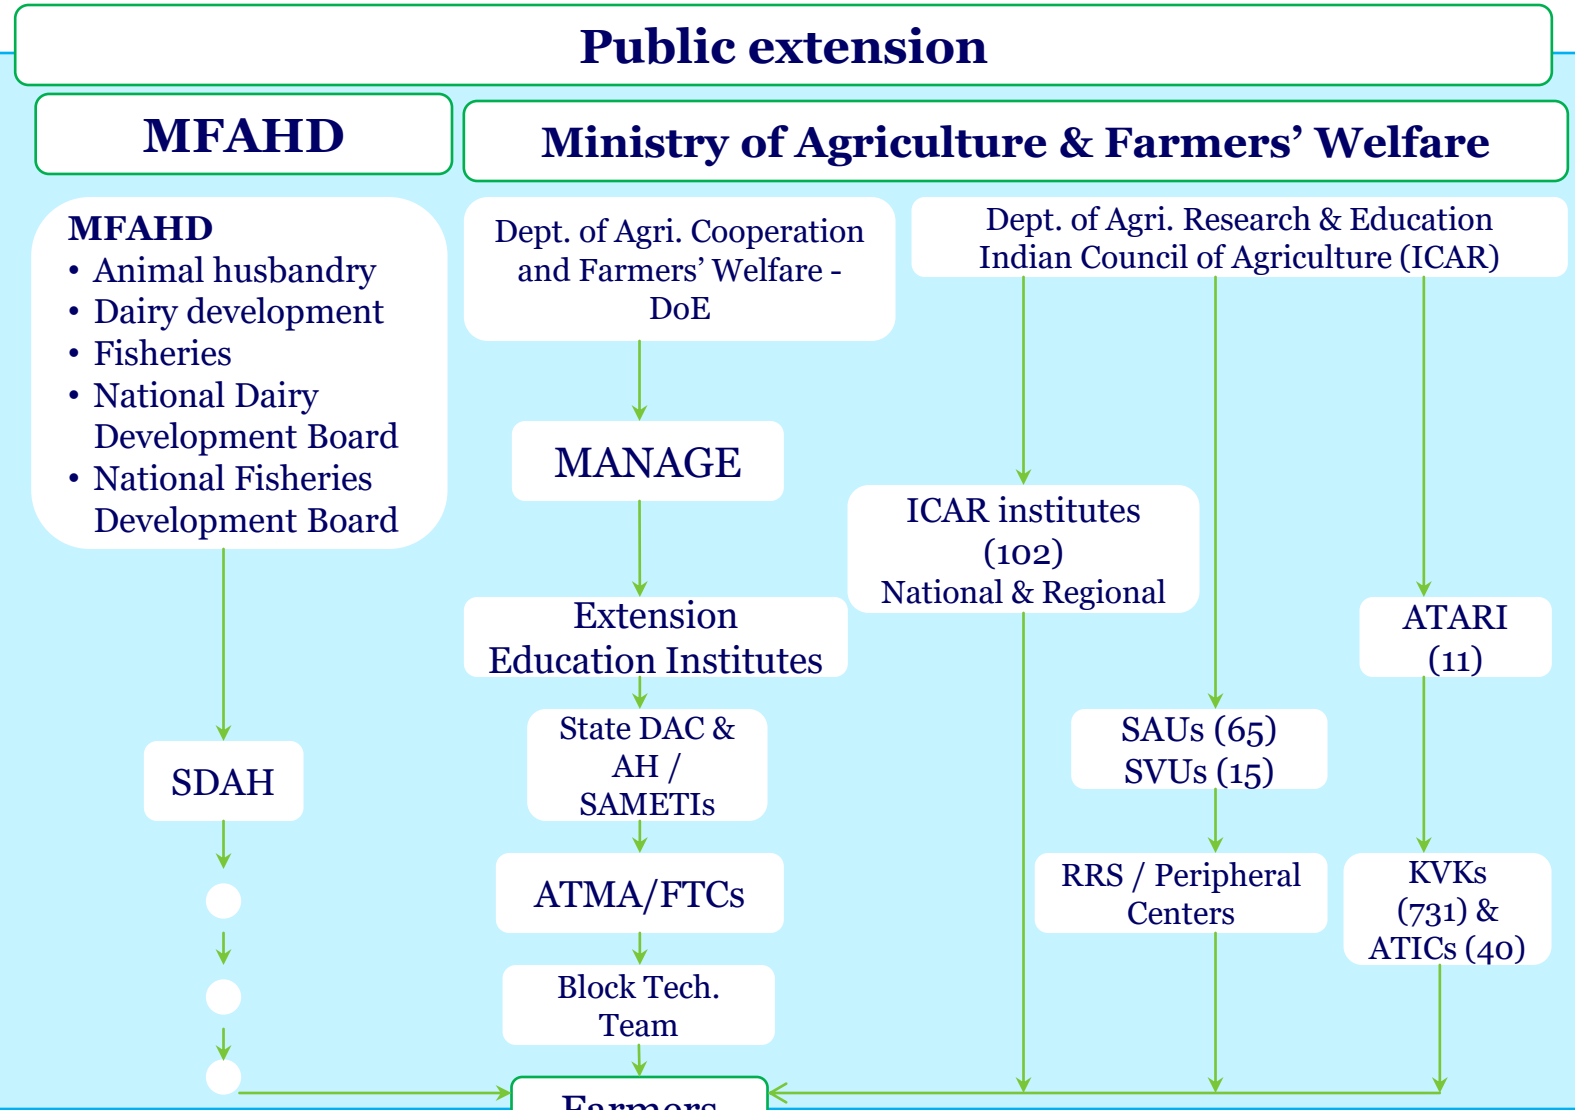 Public extension
MFAHD
Ministry of Agriculture & Farmers’ Welfare
MFAHD
• Animal husbandry
• Dairy development
• Fisheries
• National Dairy
Development Board
• National Fisheries
Development Board
SDAH
Dept. of Agri. Cooperation
and Farmers’ Welfare -
DoE
MANAGE
Extension
Education Institutes
State DAC &
AH /
SAMETIs
ATMA/FTCs
Block Tech.
Team
Dept. of Agri. Research & Education
Indian Council of Agriculture (ICAR)
ICAR institutes
(102)
National & Regional
SAUs (65)
SVUs (15)
RRS / Peripheral
Centers
ATARI
(11)
KVKs
(731) &
ATICs (40)
Farmers